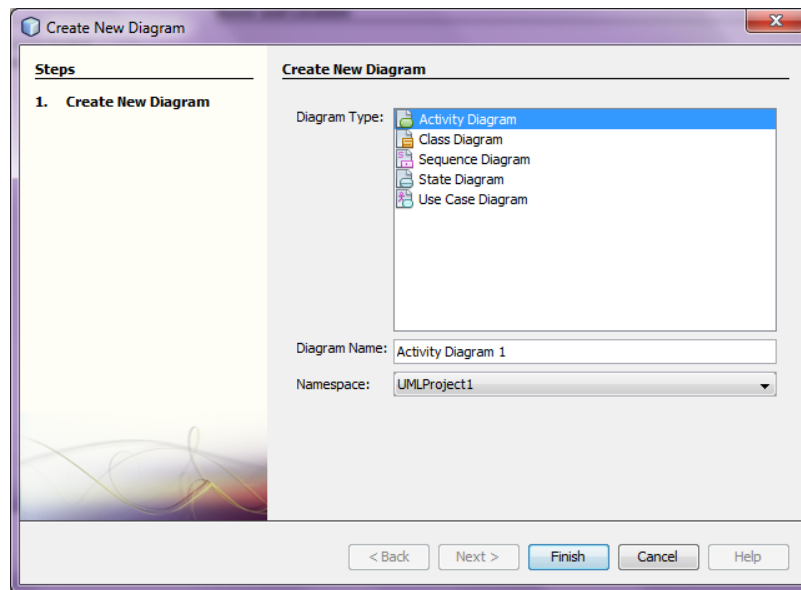 Create New Diagram
Steps
1. Create New Diagram
Create New Diagram
Diagram Type:
Activity Diagram
Class Diagram
Sequence Diagram
State Diagram
Use Case Diagram
Diagram Name: Activity Diagram 1
Namespace: UMLProject1
< Back Next > Finish Cancel Help